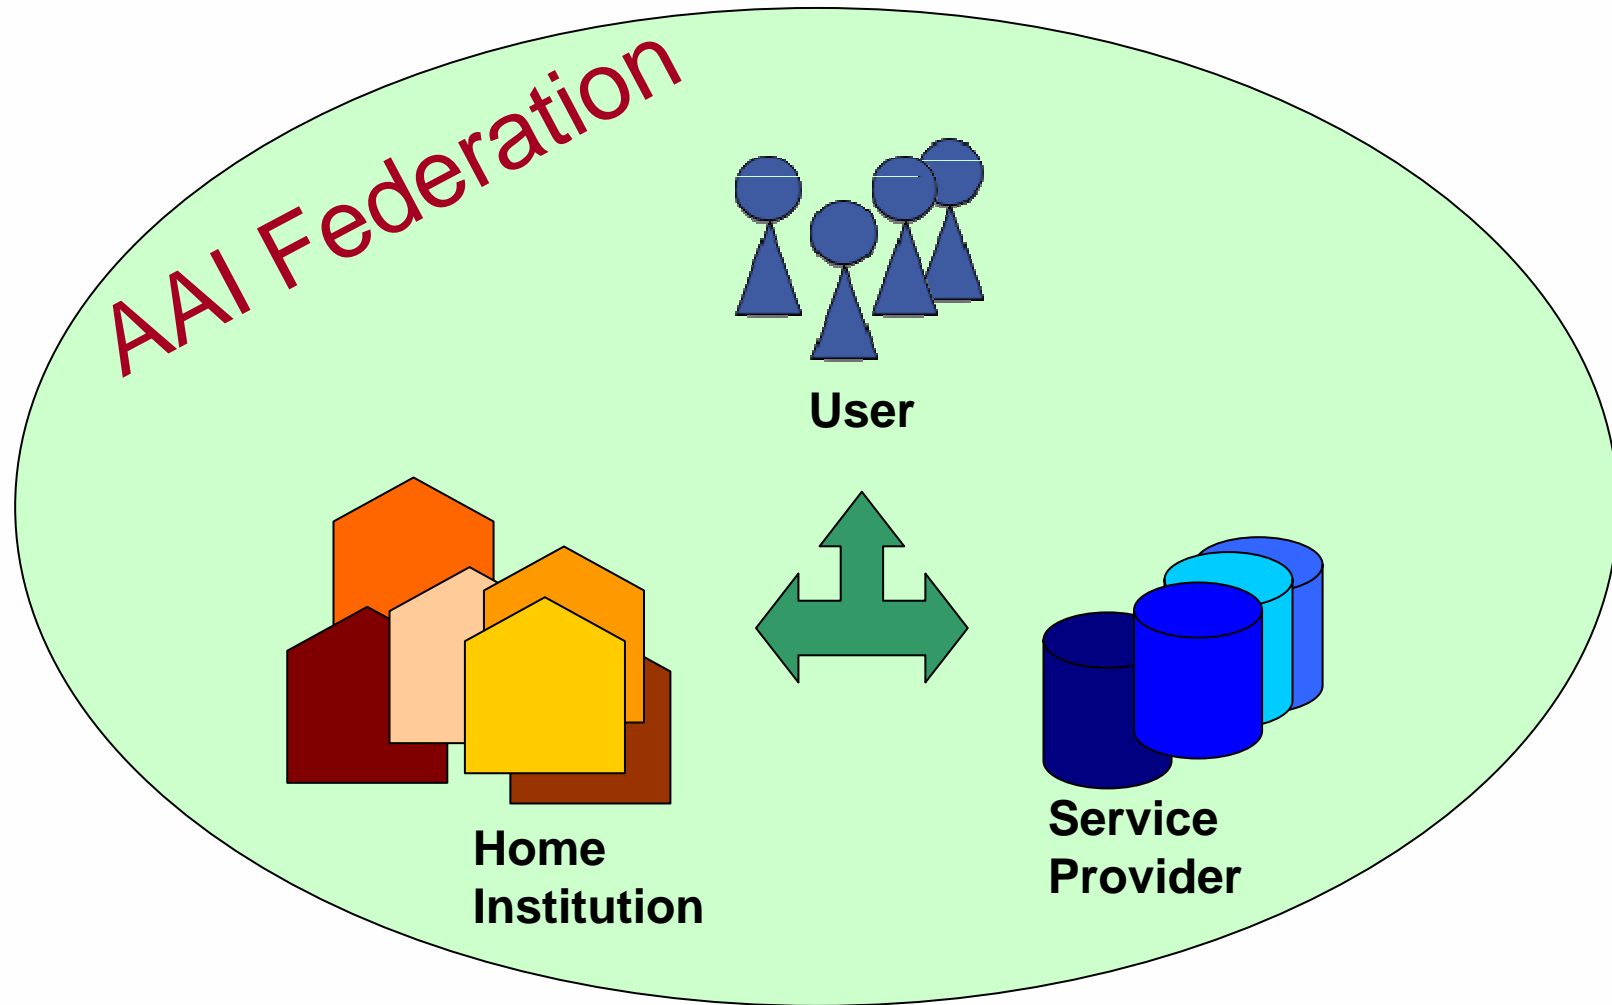 AAI Federation
User
Home
Institution
Service
Provider